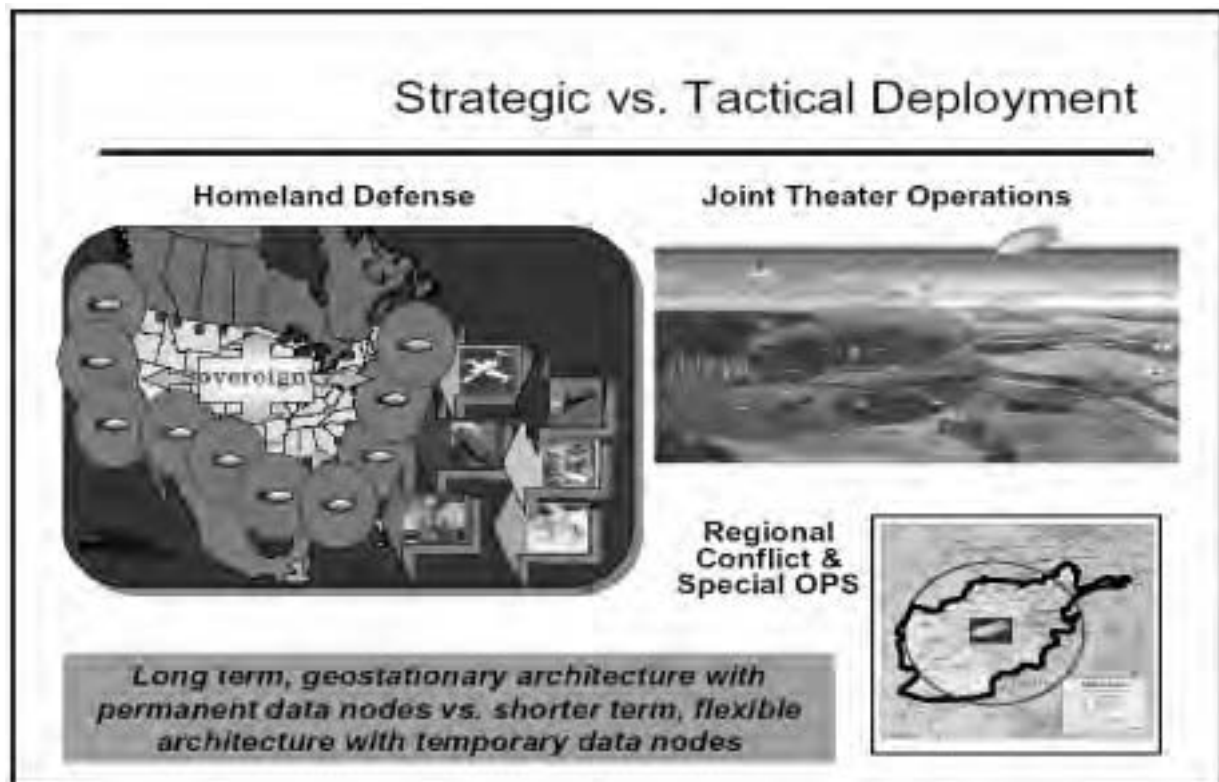 Strategic vs. Tactical Deployment
Homeland Defense
Joint Theater Operations
overeignt
Regional
Conflict &
Special OPS
Long term, geostationary architecture with
permanent data nodes vs. shorter term, flexible
architecture with temporary data nodes